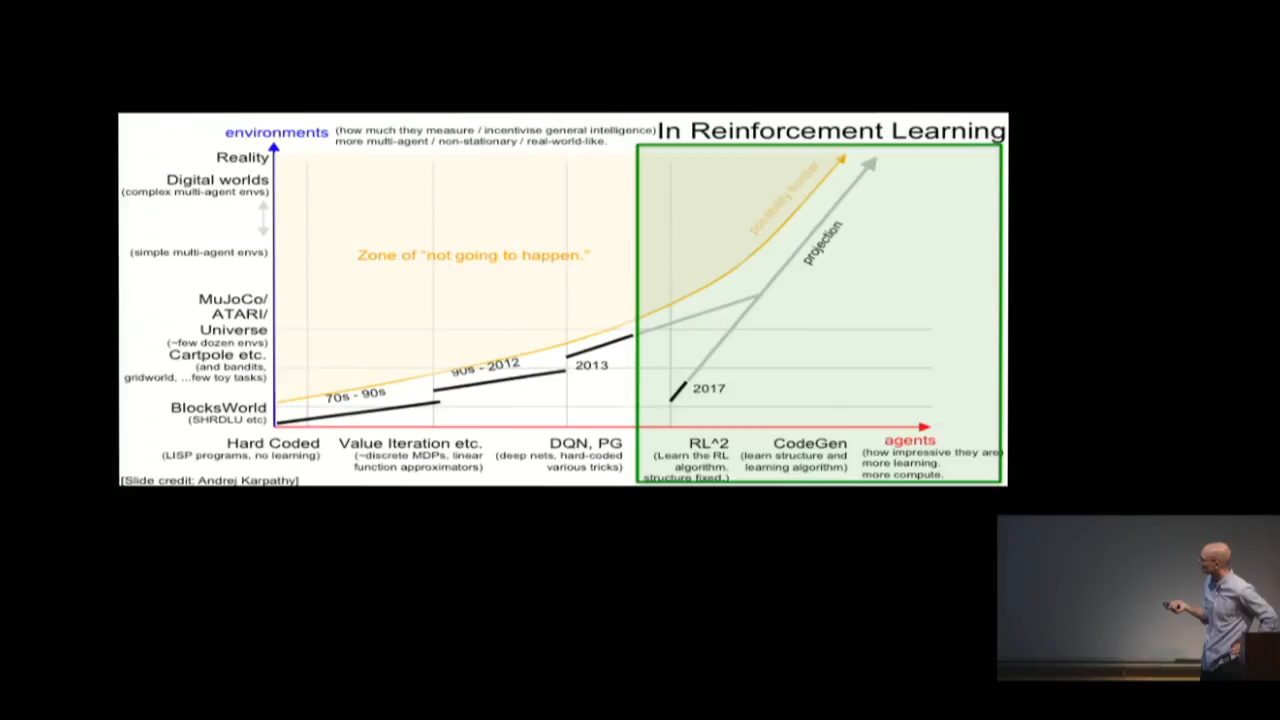 environments (how much they measure / incentivise general intelligence)
more multi-agent / non-stationary / real-world-like.
In Reinforcement Learning
Reality
Digital worlds
(complex multi-agent envs)
(simple multi-agent envs)
MuJoCo/
ATARI/
Universe
(~few dozen envs)
Cartpole etc.
(and bandits,
gridworld, ...few toy tasks)
BlocksWorld
(SHRDLU etc)
Zone of "not going to happen."
possibility frontier
projection
70s - 90s
90s - 2012
2013
2017
Hard Coded
(LISP programs, no learning)
Value Iteration etc.
(~discrete MDPs, linear
function approximators)
DQN, PG
(deep nets, hard-coded
various tricks)
RL^2
(Learn the RL
algorithm.
structure fixed.)
CodeGen
(learn structure and
learning algorithm)
agents
(how impressive they are)
more learning.
more compute.
[Slide credit: Andrej Karpathy]